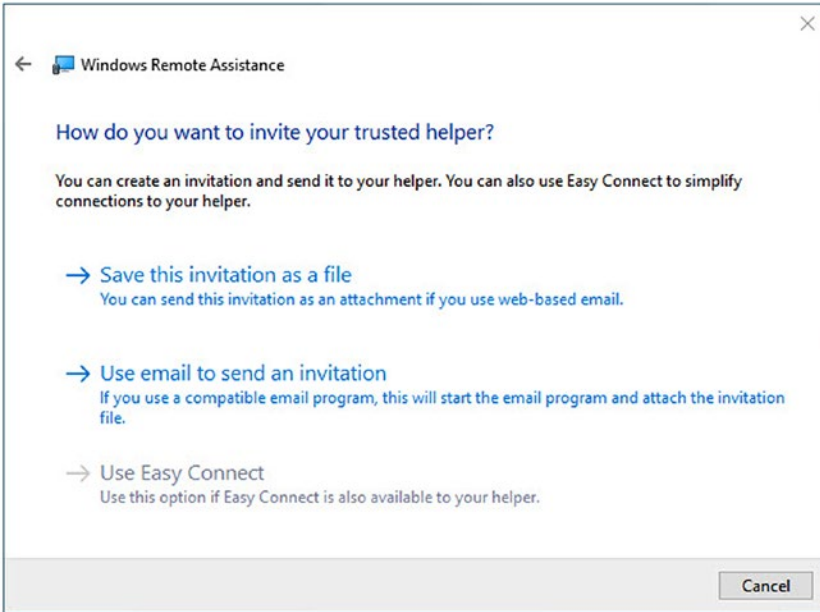 Windows Remote Assistance
How do you want to invite your trusted helper?
You can create an invitation and send it to your helper. You can also use Easy Connect to simplify
connections to your helper.
Save this invitation as a file
You can send this invitation as an attachment if you use web-based email.
Use email to send an invitation
If you use a compatible email program, this will start the email program and attach the invitation
file.
Use Easy Connect
Use this option if Easy Connect is also available to your helper.
Cancel